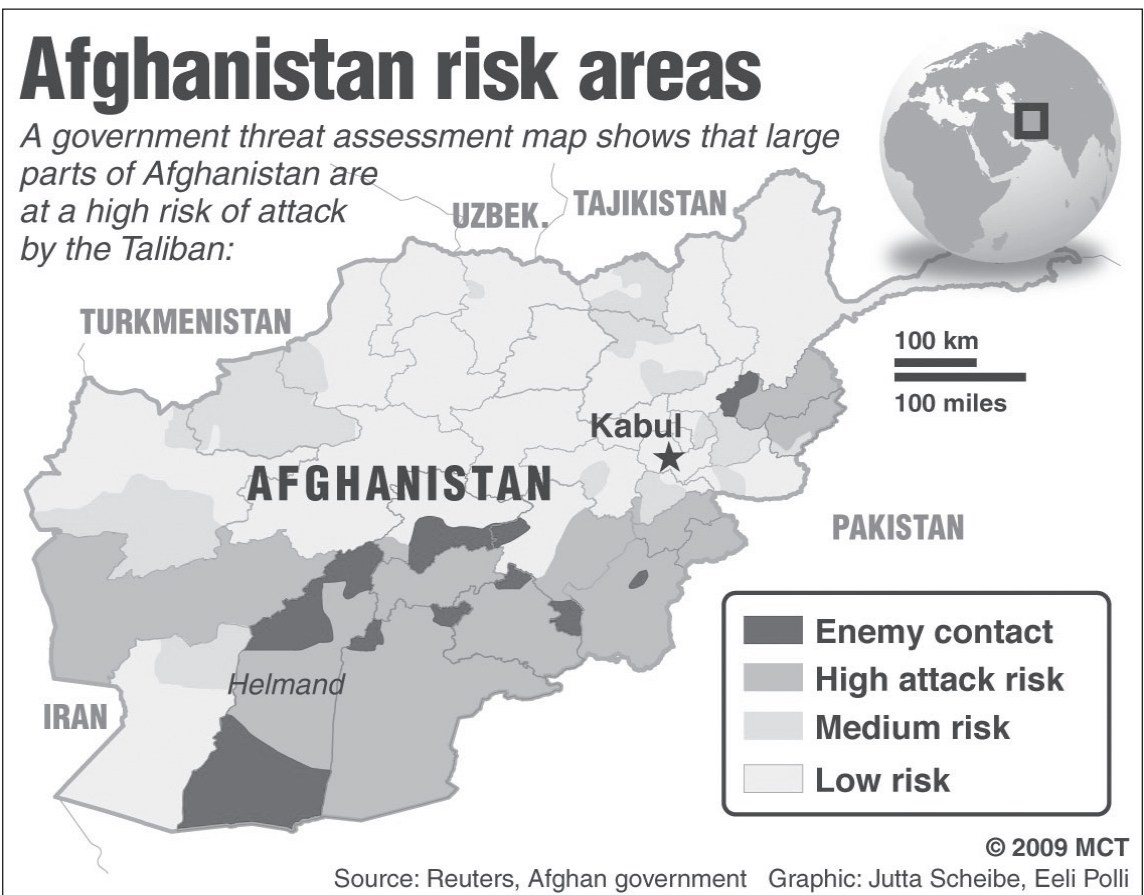 Afghanistan risk areas
A government threat assessment map shows that large
parts of Afghanistan are
at a high risk of attack
by the Taliban:
UZBEK.
TAJIKISTAN
TURKMENISTAN
100 km
100 miles
Kabul
AFGHANISTAN
PAKISTAN
Helmand
IRAN
Enemy contact
High attack risk
Medium risk
Low risk
© 2009 MCT
Source: Reuters, Afghan government Graphic: Jutta Scheibe, Eeli Polli